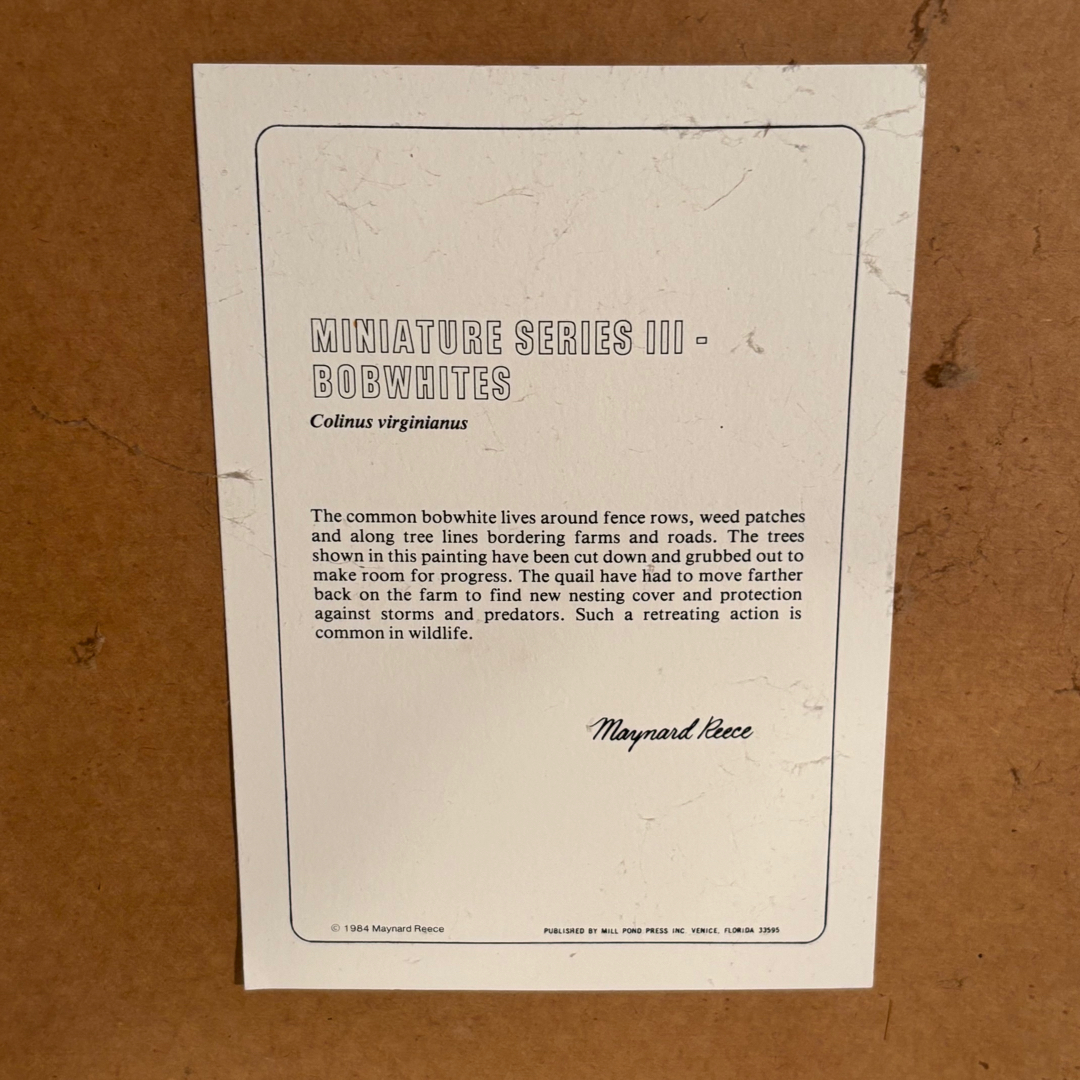 MINIATURE SERIES III -
BOBWHITES
Colinus virginianus
The common bobwhite lives around fence rows, weed patches
and along tree lines bordering farms and roads. The trees
shown in this painting have been cut down and grubbed out to
make room for progress. The quail have had to move farther
back on the farm to find new nesting cover and protection
against storms and predators. Such a retreating action is
common in wildlife.
Maynard Reece
© 1984 Maynard Reece
PUBLISHED BY MILL POND PRESS INC. VENICE, FLORIDA 33595